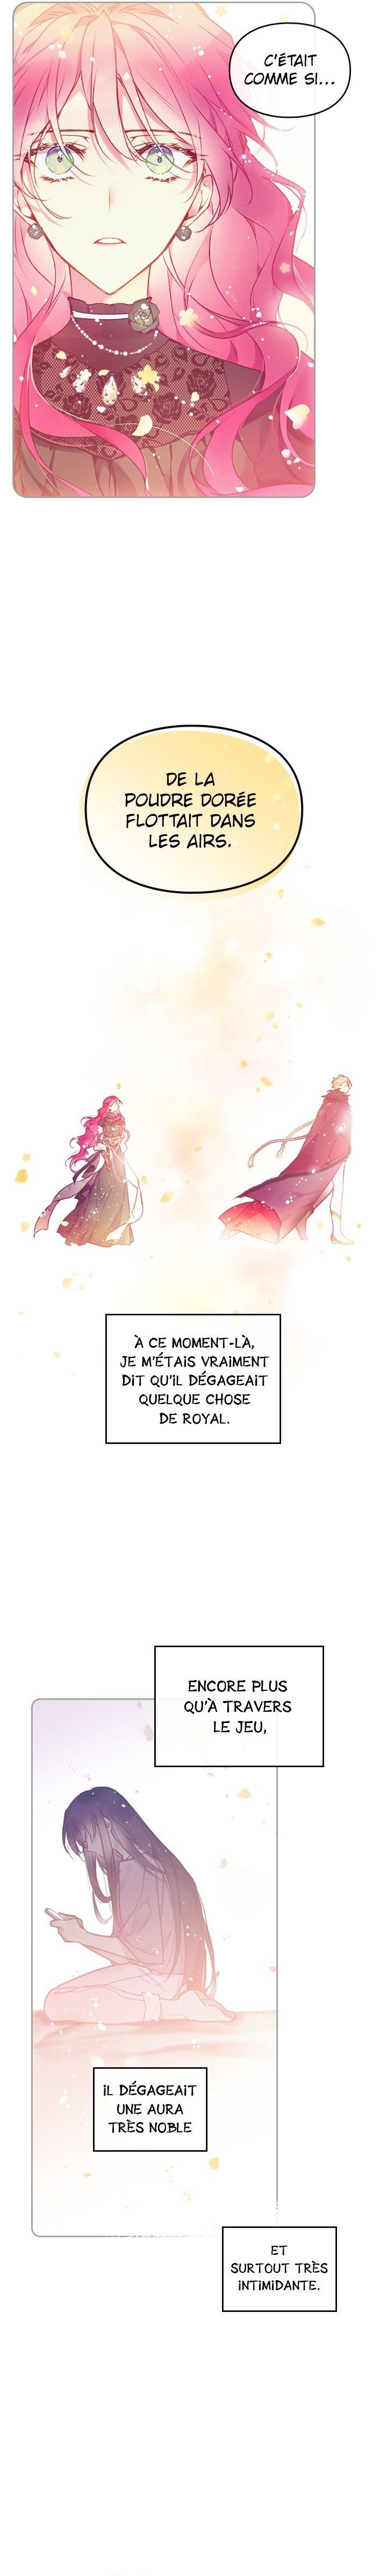 C'ÉTAIT
COMME SI...
DE LA
POUDRE DORÉE
FLOTTAIT DANS
LES AIRS.
À CE MOMENT-LÀ,
JE M'ÉTAIS VRAIMENT
DIT QU'IL DÉGAGEAIT
QUELQUE CHOSE
DE ROYAL.
ENCORE PLUS
QU'À TRAVERS
LE JEU,
IL DÉGAGEAIT
UNE AURA
TRÈS NOBLE
ET
SURTOUT TRÈS
INTIMIDANTE.